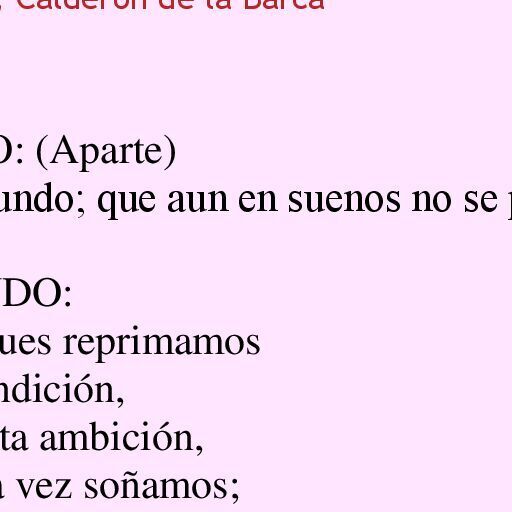 Calderón de la Barca
O: (Aparte)
undo; que aun en suenos no se
DO:
ues reprimamos
ndición,
ta ambición,
vez soñamos;